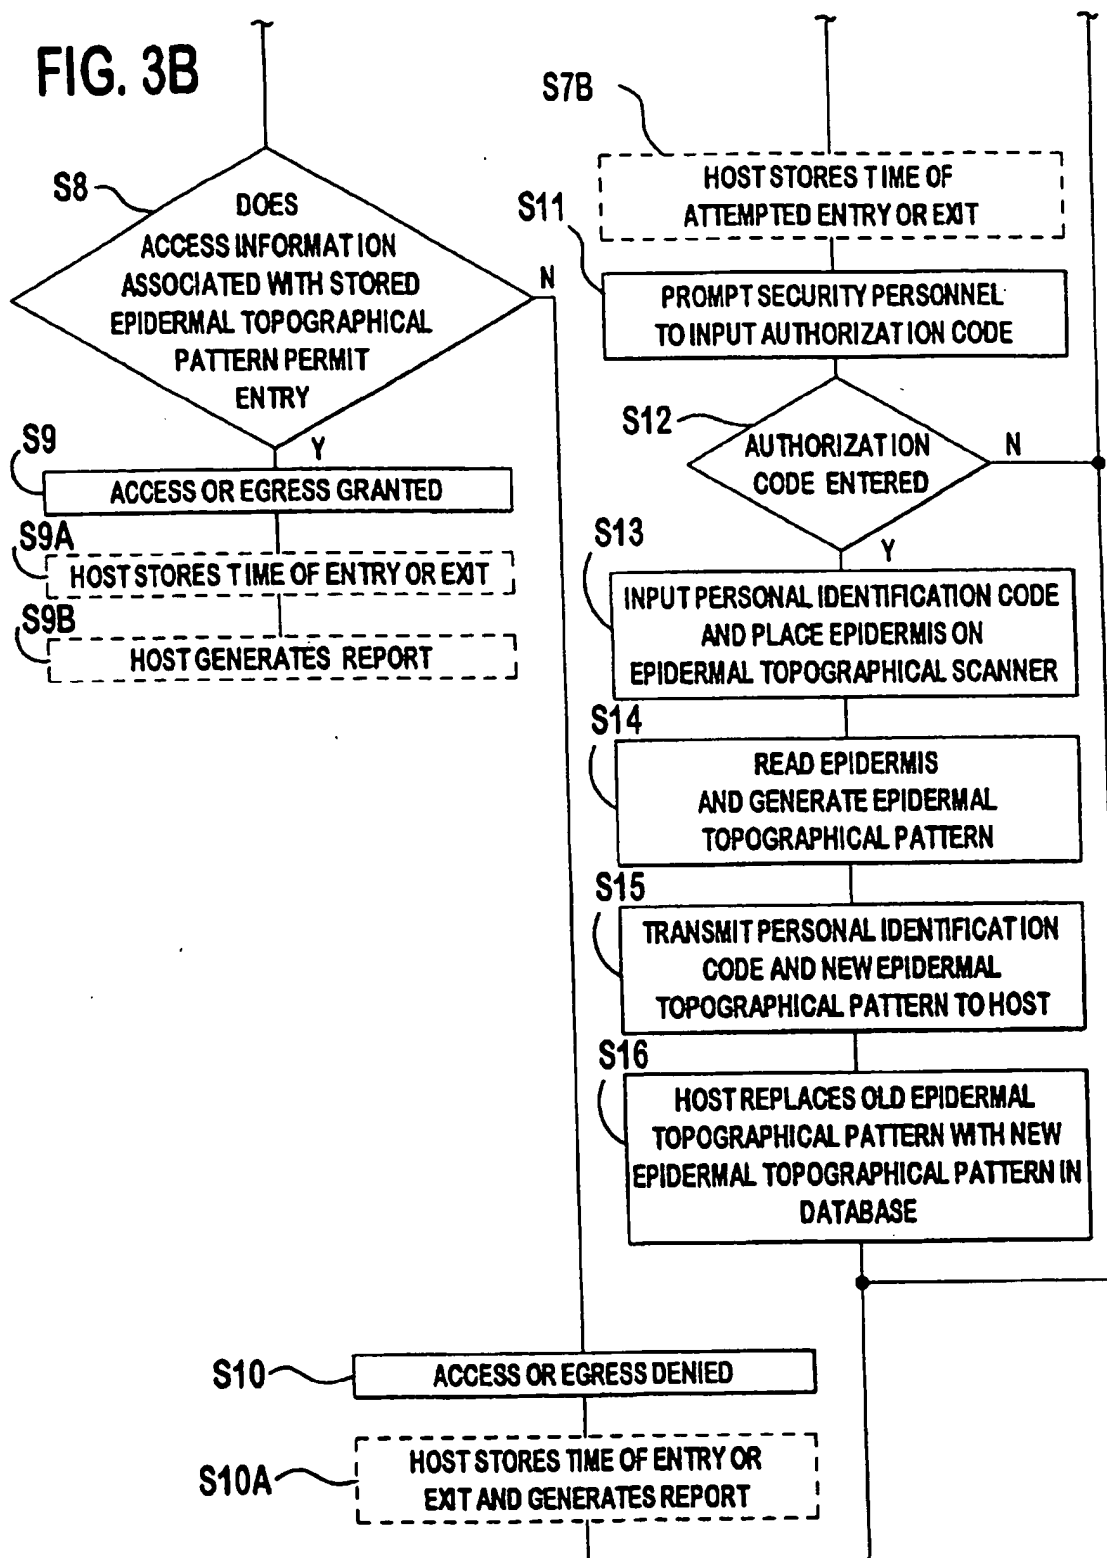 FIG. 3B
S8
DOES
ACCESS INFORMATION
ASSOCIATED WITH STORED
EPIDERMAL TOPOGRAPHICAL
PATTERN PERMIT
ENTRY
N
Y
S9
ACCESS OR EGRESS GRANTED
S9A
HOST STORES TIME OF ENTRY OR EXIT
S9B
HOST GENERATES REPORT
S7B
HOST STORES TIME OF
ATTEMPTED ENTRY OR EXIT
S11
PROMPT SECURITY PERSONNEL
TO INPUT AUTHORIZATION CODE
S12
AUTHORIZATION
CODE ENTERED
N
Y
S13
INPUT PERSONAL IDENTIFICATION CODE
AND PLACE EPIDERMIS ON
EPIDERMAL TOPOGRAPHICAL SCANNER
S14
READ EPIDERMIS
AND GENERATE EPIDERMAL
TOPOGRAPHICAL PATTERN
S15
TRANSMIT PERSONAL IDENTIFICATION
CODE AND NEW EPIDERMAL
TOPOGRAPHICAL PATTERN TO HOST
S16
HOST REPLACES OLD EPIDERMAL
TOPOGRAPHICAL PATTERN WITH NEW
EPIDERMAL TOPOGRAPHICAL PATTERN IN
DATABASE
S10
ACCESS OR EGRESS DENIED
S10A
HOST STORES TIME OF ENTRY OR
EXIT AND GENERATES REPORT